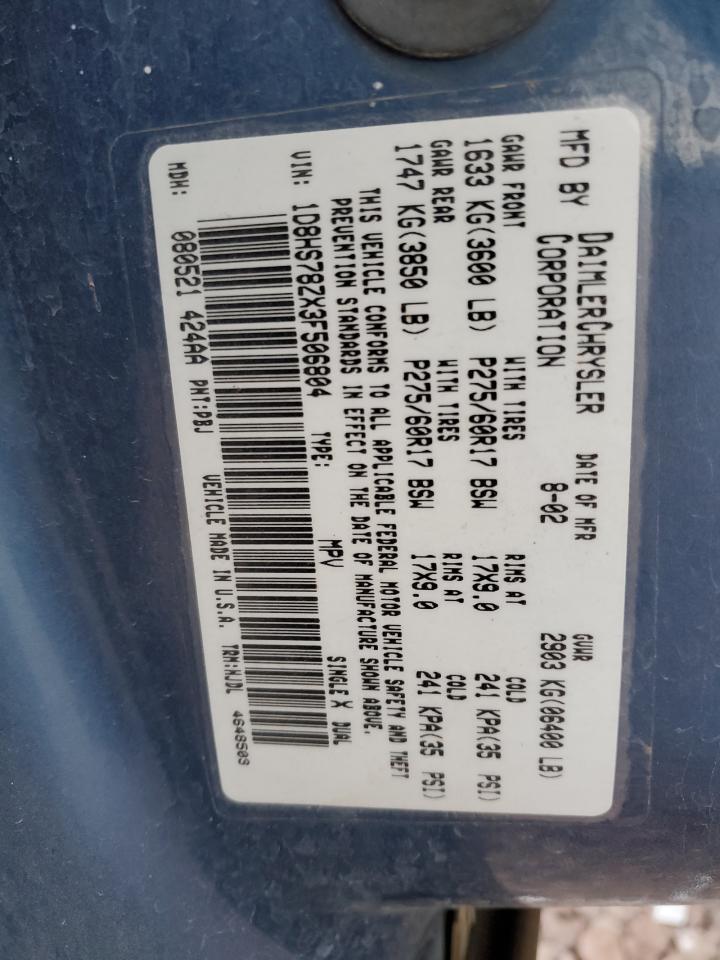 MFD BY DAIMLERCHRYSLER CORPORATION DATE OF MFR 8-02 GVWR 2903 KG(06400 LB)
GAWR FRONT WITH TIRES RIMS AT COLD
1633 KG(3600 LB) P275/60R17 BSW 17X9.0 241 KPA(35 PSI)
GAWR REAR WITH TIRES RIMS AT COLD
1747 KG(3850 LB) P275/60R17 BSW 17X9.0 241 KPA(35 PSI)
THIS VEHICLE CONFORMS TO ALL APPLICABLE FEDERAL MOTOR VEHICLE SAFETY AND THEFT
PREVENTION STANDARDS IN EFFECT ON THE DATE OF MANUFACTURE SHOWN ABOVE.
VIN: 1D8HS78ZX3F506804 TYPE: MPV SINGLE X DUAL
MDH: 080521 424AA PNT:PBJ VEHICLE MADE IN U.S.A. TRM:WJDL 4648503